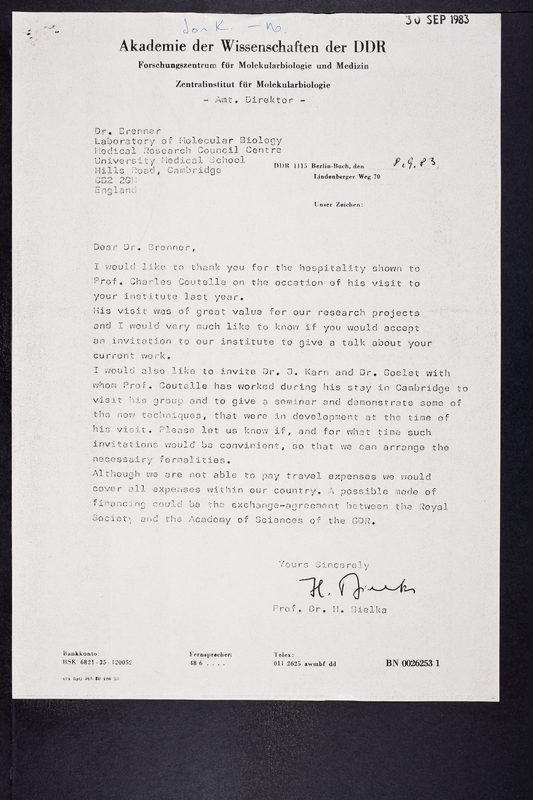 30 SEP 1983
Akademie der Wissenschaften der DDR
Forschungszentrum für Molekularbiologie und Medizin
Zentralinstitut für Molekularbiologie
- Amt. Direktor -
Dr. Brenner
Laboratory of Molecular Biology
Medical Research Council Centre
University Medical School
Hills Road, Cambridge
CB2 2QH
England
DDR 1115 Berlin-Buch, den 8.9.83
Lindenberger Weg 70
Unser Zeichen:
Dear Dr. Brenner,
I would like to thank you for the hospitality shown to
Prof. Charles Coutelle on the occation of his visit to
your institute last year.
His visit was of great value for our research projects
and I would very much like to know if you would accept
an invitation to our institute to give a talk about your
current work.
I would also like to invite Dr. J. Karn and Dr. Goelet with
whom Prof. Coutelle has worked during his stay in Cambridge to
visit his group and to give a seminar and demonstrate some of
the new techniques, that were in development at the time of
his visit. Please let us know if, and for what time such
invitations would be convinient, so that we can arrange the
necessairy formalities.
Although we are not able to pay travel expenses we would
cover all expenses within our country. A possible mode of
financing could be the exchange-agreement between the Royal
Society and the Academy of Sciences of the GDR.
Yours Sincerely
H. Bielka
Prof. Dr. H. Bielka
Bankkonto:
BSK 6821-25-120052
Fernsprecher:
48 6 . . . .
Telex:
011 2625 awmbf dd
BN 0026253 1